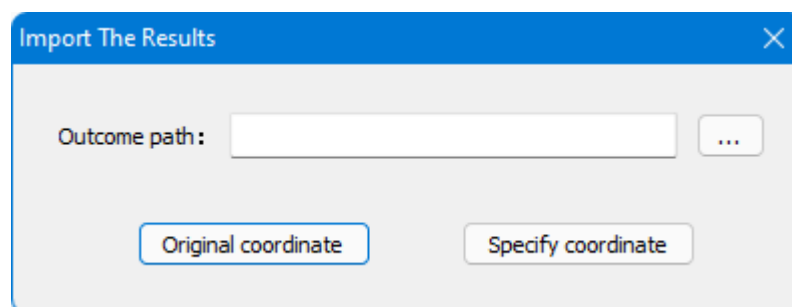 Import The Results
Outcome path：
...
Original coordinate
Specify coordinate